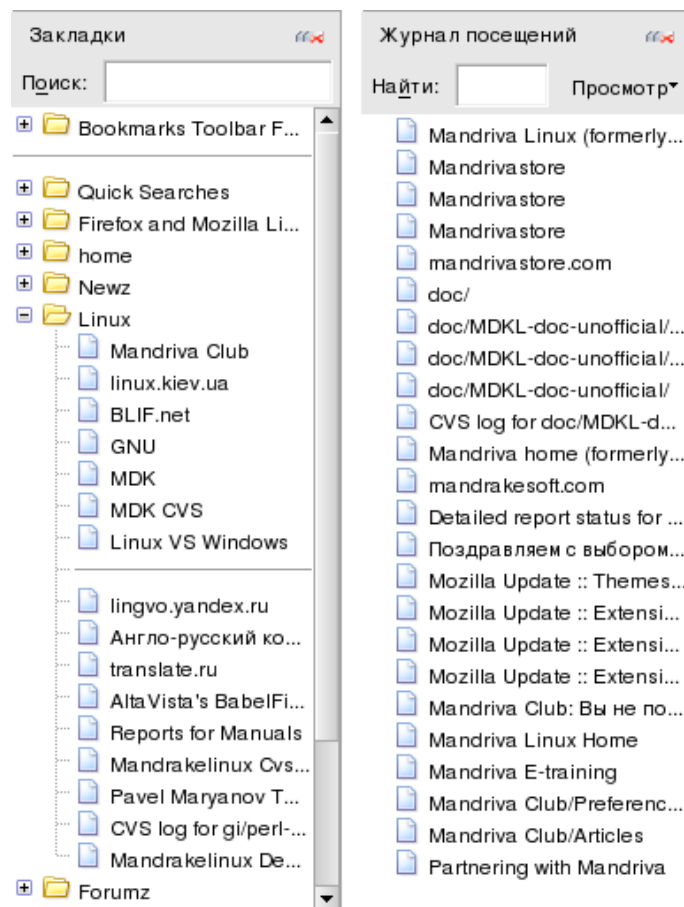 Закладки
Поиск:
Bookmarks Toolbar F...
Quick Searches
Firefox and Mozilla Li...
home
Newz
Linux
Mandriva Club
linux.kiev.ua
BLIF.net
GNU
MDK
MDK CVS
Linux VS Windows
lingvo.yandex.ru
Англо-русский ко...
translate.ru
AltaVista's BabelFi...
Reports for Manuals
Mandrakelinux Cvs...
Pavel Maryanov T...
CVS log for gi/perl-...
Mandrakelinux De...
Forumz
Журнал посещений
Найти:
Просмотр
Mandriva Linux (formerly...
Mandrivastore
Mandrivastore
Mandrivastore
mandrivastore.com
doc/
doc/MDKL-doc-unofficial/...
doc/MDKL-doc-unofficial/...
doc/MDKL-doc-unofficial/
CVS log for doc/MDKL-d...
Mandriva home (formerly...
mandrakesoft.com
Detailed report status for ...
Поздравляем с выбором...
Mozilla Update :: Themes...
Mozilla Update :: Extensi...
Mozilla Update :: Extensi...
Mozilla Update :: Extensi...
Mandriva Club: Вы не по...
Mandriva Linux Home
Mandriva E-training
Mandriva Club/Preferenc...
Mandriva Club/Articles
Partnering with Mandriva